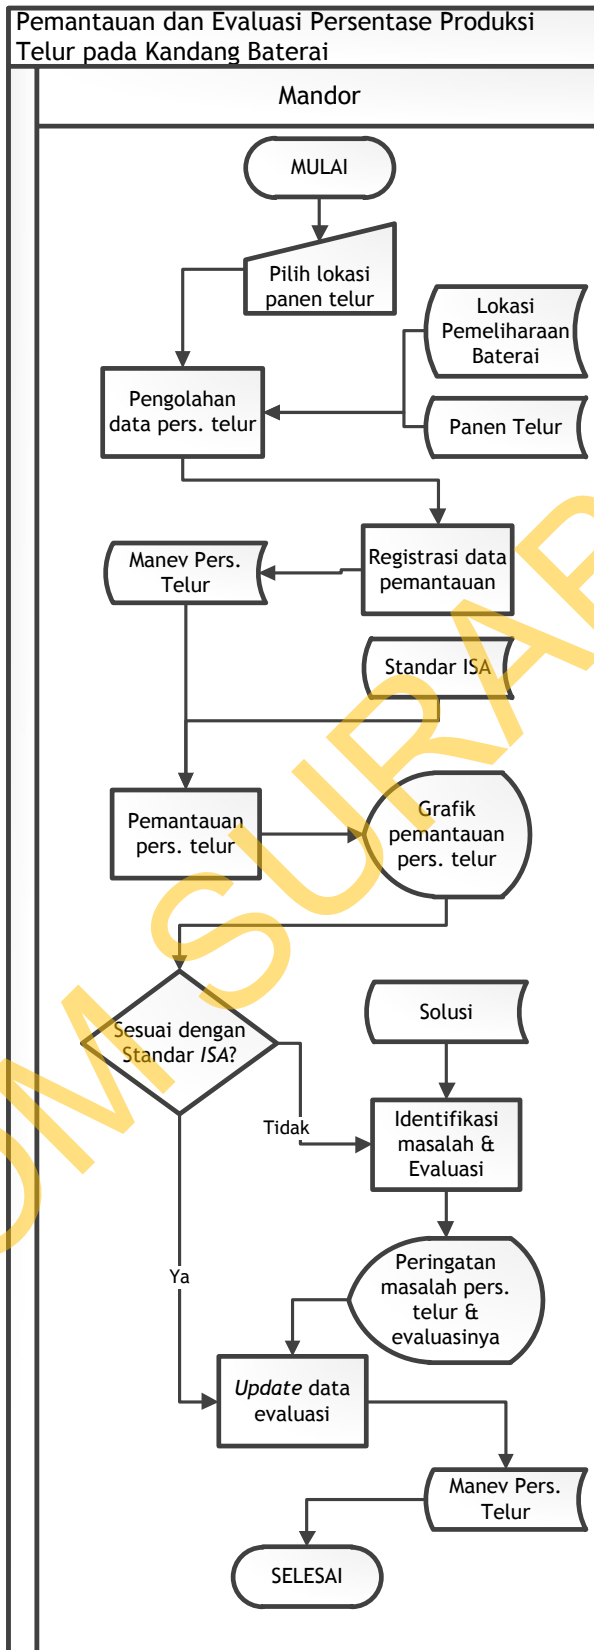 Pemantauan dan Evaluasi Persentase Produksi
Telur pada Kandang Baterai
Mandor
MULAI
Pilih lokasi
panen telur
Lokasi
Pemeliharaan
Baterai
Pengolahan
data pers. telur
Panen Telur
Manev Pers.
Telur
Registrasi data
pemantauan
Standar ISA
Pemantauan
pers. telur
Grafik
pemantauan
pers. telur
Sesuai dengan
Standar ISA?
Solusi
Tidak
Identifikasi
masalah &
Evaluasi
Ya
Peringatan
masalah pers.
telur &
evaluasinya
Update data
evaluasi
Manev Pers.
Telur
SELESAI